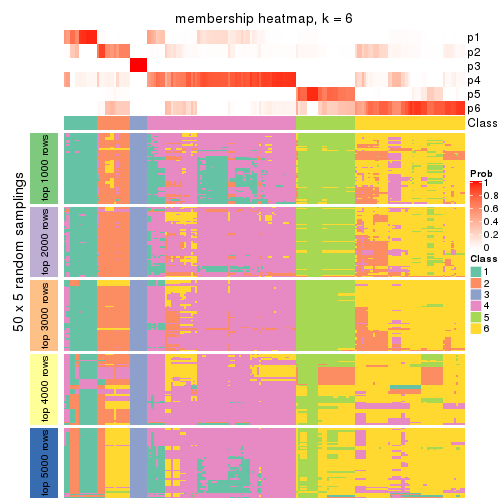 membership heatmap, k = 6
p1
p2
p3
p4
p5
p6
Class
50 x 5 random samplings
top 1000 rows
top 2000 rows
top 3000 rows
top 4000 rows
top 5000 rows
Prob
1
0.8
0.6
0.4
0.2
0
Class
1
2
3
4
5
6